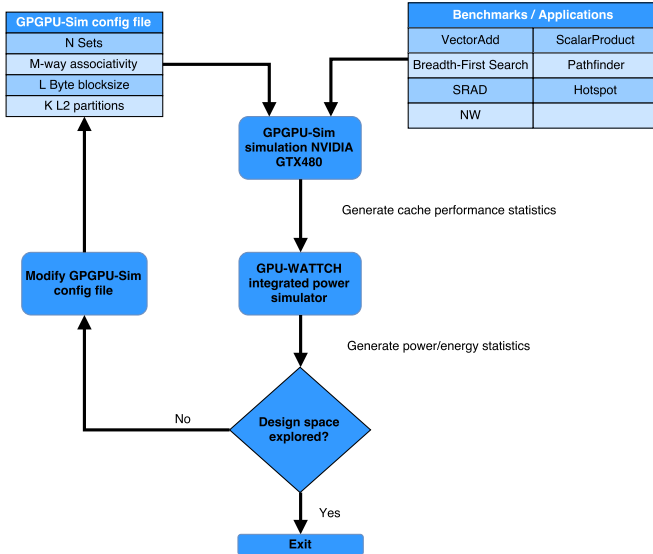 GPGPU-Sim config file
N Sets
M-way associativity
L Byte blocksize
K L2 partitions
Benchmarks / Applications
VectorAdd
ScalarProduct
Breadth-First Search
Pathfinder
SRAD
Hotspot
NW
GPGPU-Sim
simulation NVIDIA
GTX480
Generate cache performance statistics
Modify GPGPU-Sim
config file
GPU-WATTCH
integrated power
simulator
Generate power/energy statistics
No
Design space
explored?
Yes
Exit